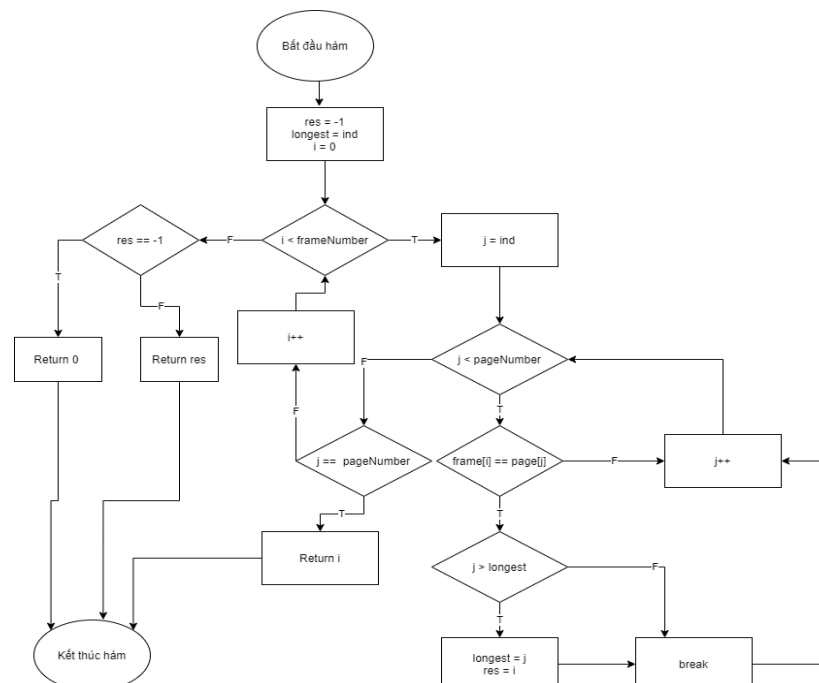 Bắt đầu hàm
res = -1
longest = ind
i = 0
res == -1
F
i < frameNumber
T
j = ind
T
F
i++
Return 0
Return res
F
j < pageNumber
T
F
j == pageNumber
frame[i] == page[j]
F
j++
T
T
Return i
j > longest
F
T
Kết thúc hàm
longest = j
res = i
break